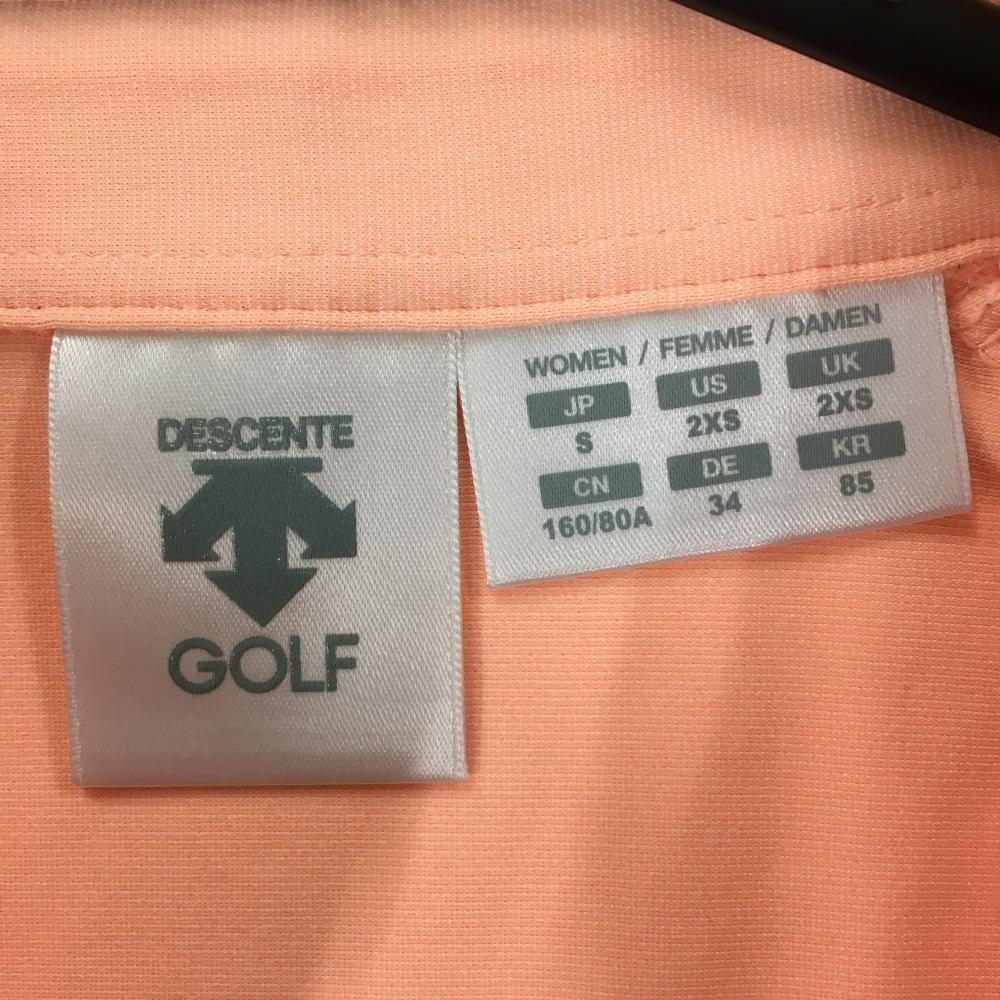 DESCENTE
GOLF
WOMEN / FEMME / DAMEN
JP US UK
S 2XS 2XS
CN DE KR
160/80A 34 85